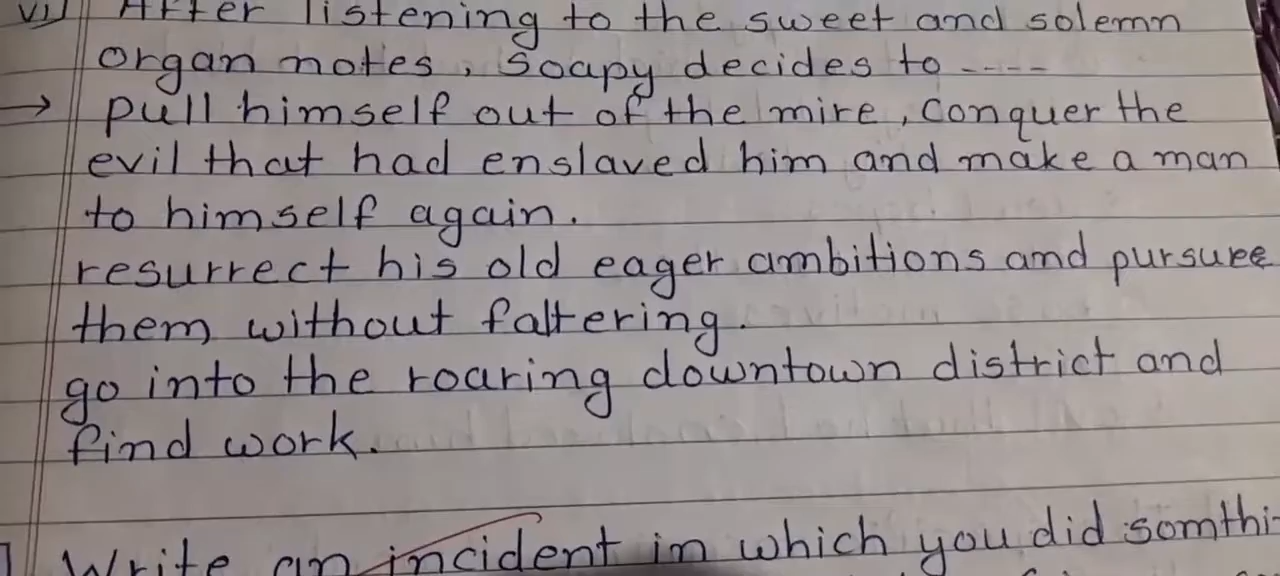 vi) After listening to the sweet and solemn
organ notes, Soapy decides to ----
→ pull himself out of the mire, conquer the
evil that had enslaved him and make a man
to himself again.
resurrect his old eager ambitions and pursuee
them without faltering.
go into the roaring downtown district and
find work.
Write an incident in which you did somthi